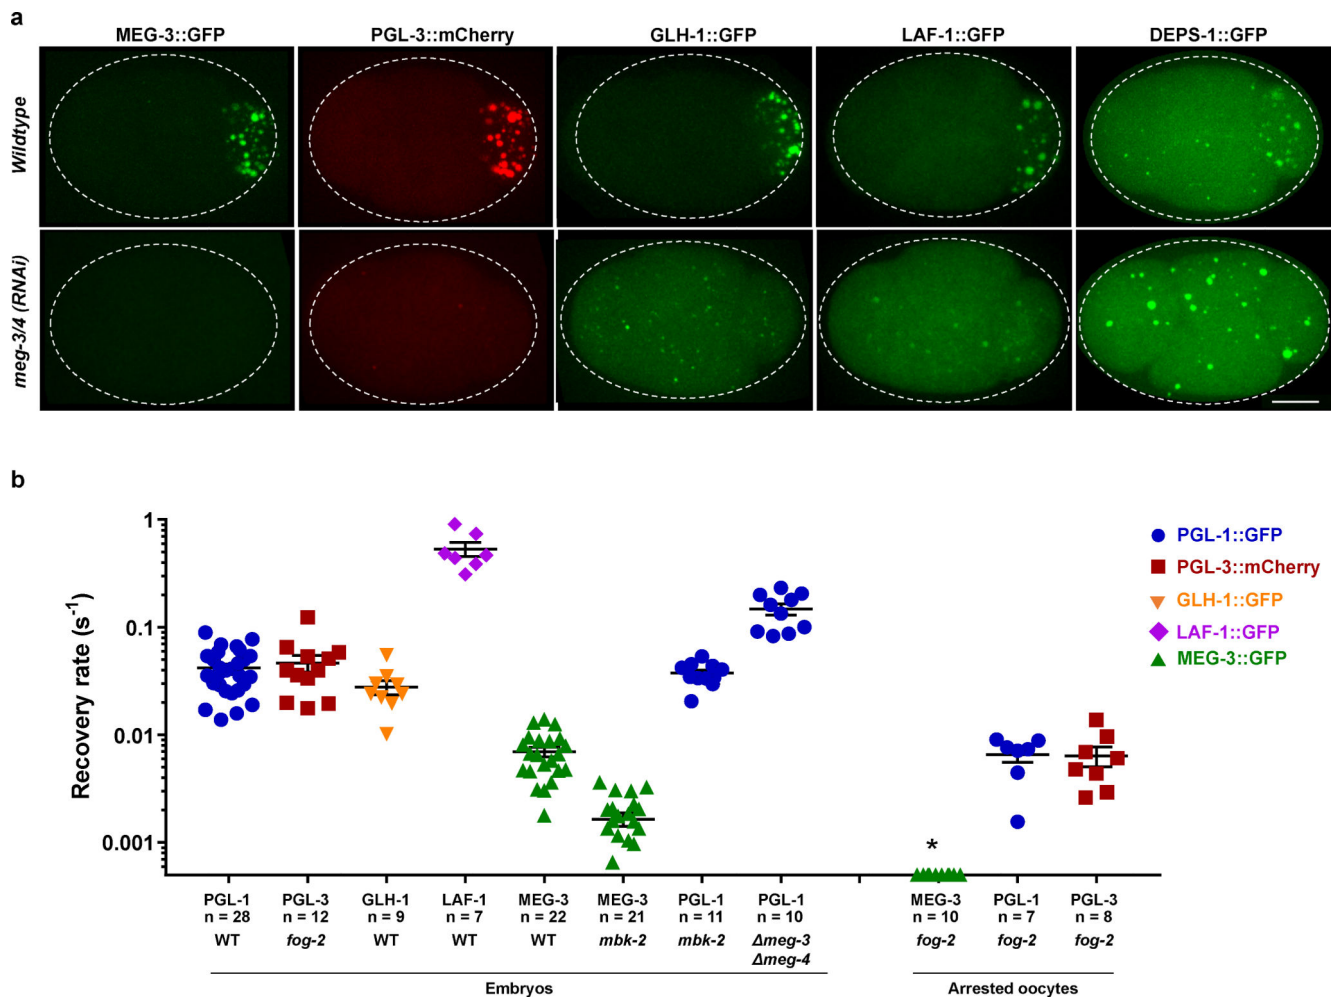 a
MEG-3::GFP
PGL-3::mCherry
GLH-1::GFP
LAF-1::GFP
DEPS-1::GFP
Wildtype
meg-3/4 (RNAi)
b
Recovery rate (s-1)
1
0.1
0.01
0.001
*
PGL-1::GFP
PGL-3::mCherry
GLH-1::GFP
LAF-1::GFP
MEG-3::GFP
PGL-1
n = 28
WT
PGL-3
n = 12
fog-2
GLH-1
n = 9
WT
LAF-1
n = 7
WT
MEG-3
n = 22
WT
MEG-3
n = 21
mbk-2
PGL-1
n = 11
mbk-2
PGL-1
n = 10
Δmeg-3
Δmeg-4
MEG-3
n = 10
fog-2
PGL-1
n = 7
fog-2
PGL-3
n = 8
fog-2
Embryos
Arrested oocytes